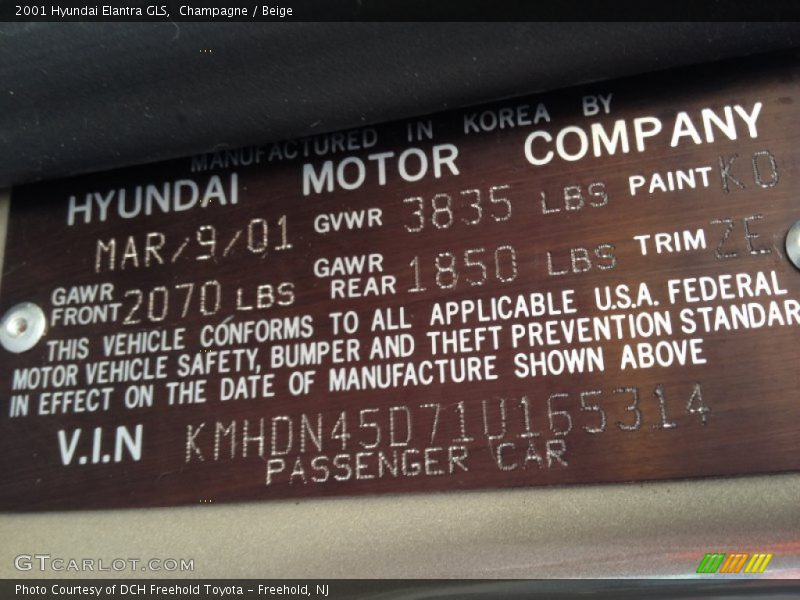 2001 Hyundai Elantra GLS,  Champagne / Beige
MANUFACTURED IN KOREA BY
HYUNDAI MOTOR COMPANY
MAR/9/01 GVWR 3835 LBS PAINT KO
GAWR FRONT 2070 LBS GAWR REAR 1850 LBS TRIM ZE
THIS VEHICLE CONFORMS TO ALL APPLICABLE U.S.A. FEDERAL
MOTOR VEHICLE SAFETY, BUMPER AND THEFT PREVENTION STANDAR
IN EFFECT ON THE DATE OF MANUFACTURE SHOWN ABOVE
V.I.N KMHDN45D71U165314
PASSENGER CAR
GTCARLOT.COM
Photo Courtesy of DCH Freehold Toyota – Freehold, NJ